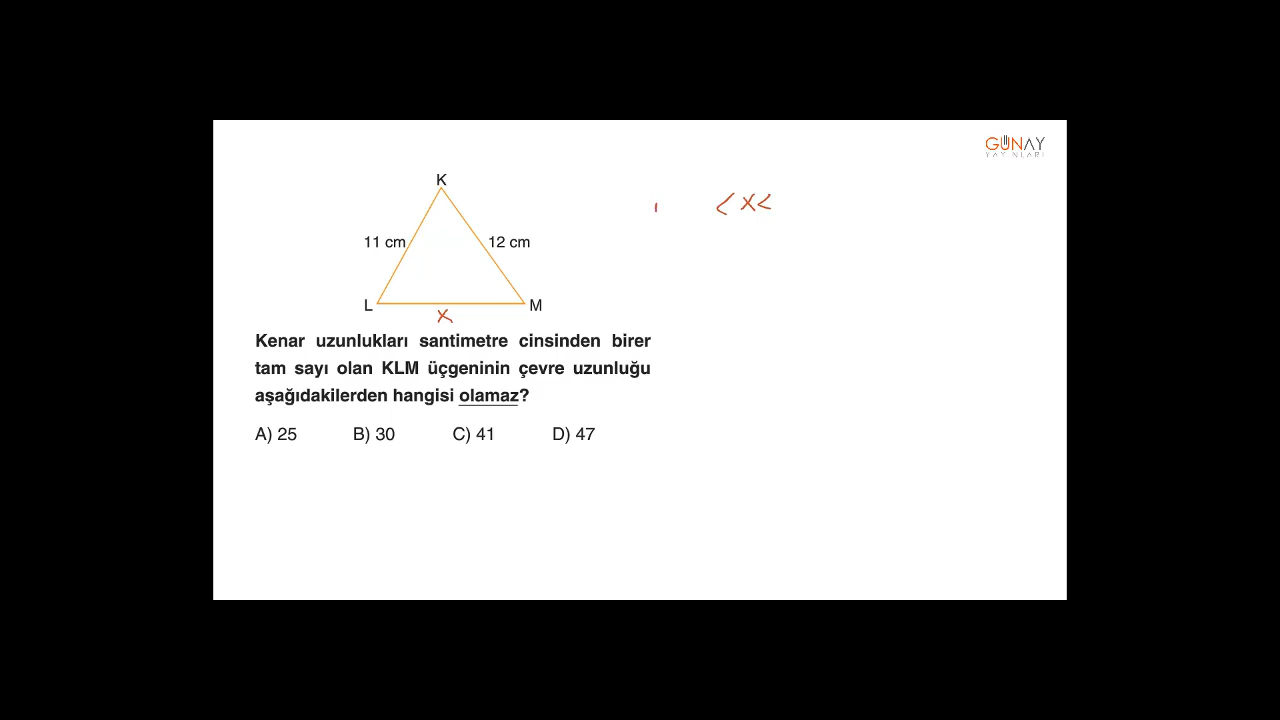 GÜNAY
YAYINLARI
K
< x <
11 cm
12 cm
L
M
x
Kenar uzunlukları santimetre cinsinden birer
tam sayı olan KLM üçgeninin çevre uzunluğu
aşağıdakilerden hangisi olamaz?
A) 25 B) 30 C) 41 D) 47